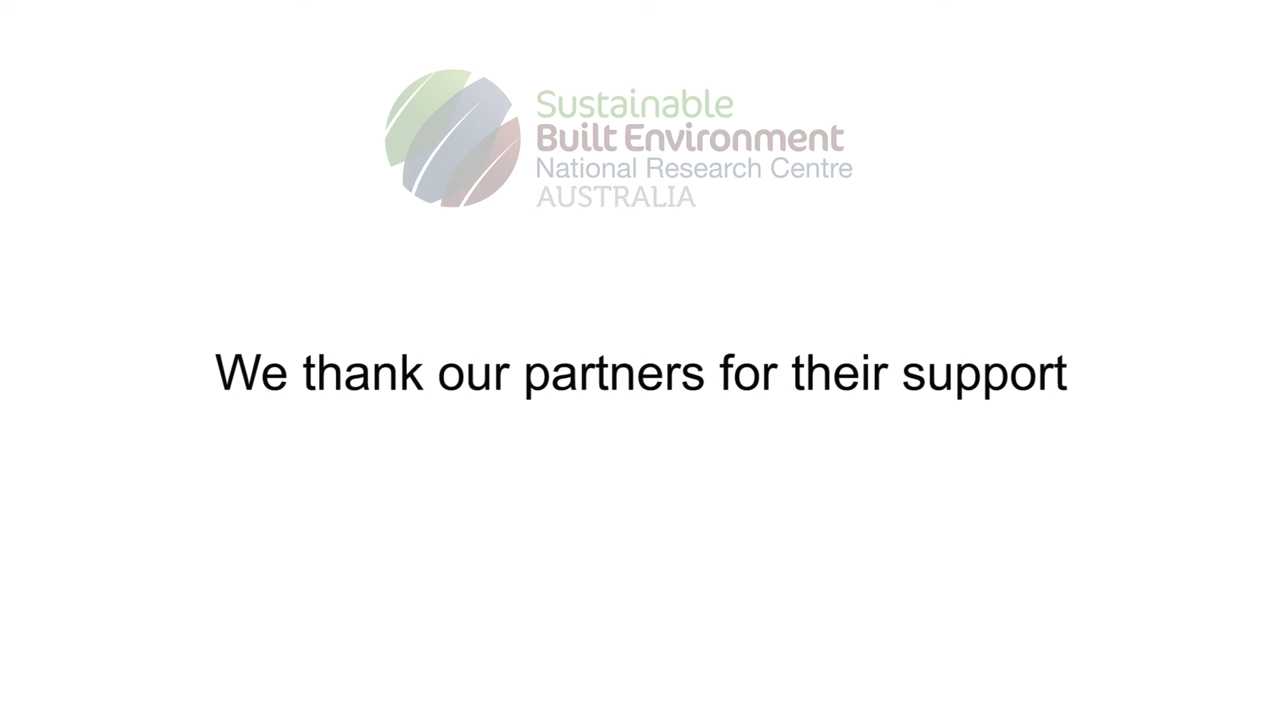 Sustainable
Built Environment
National Research Centre
AUSTRALIA
We thank our partners for their support